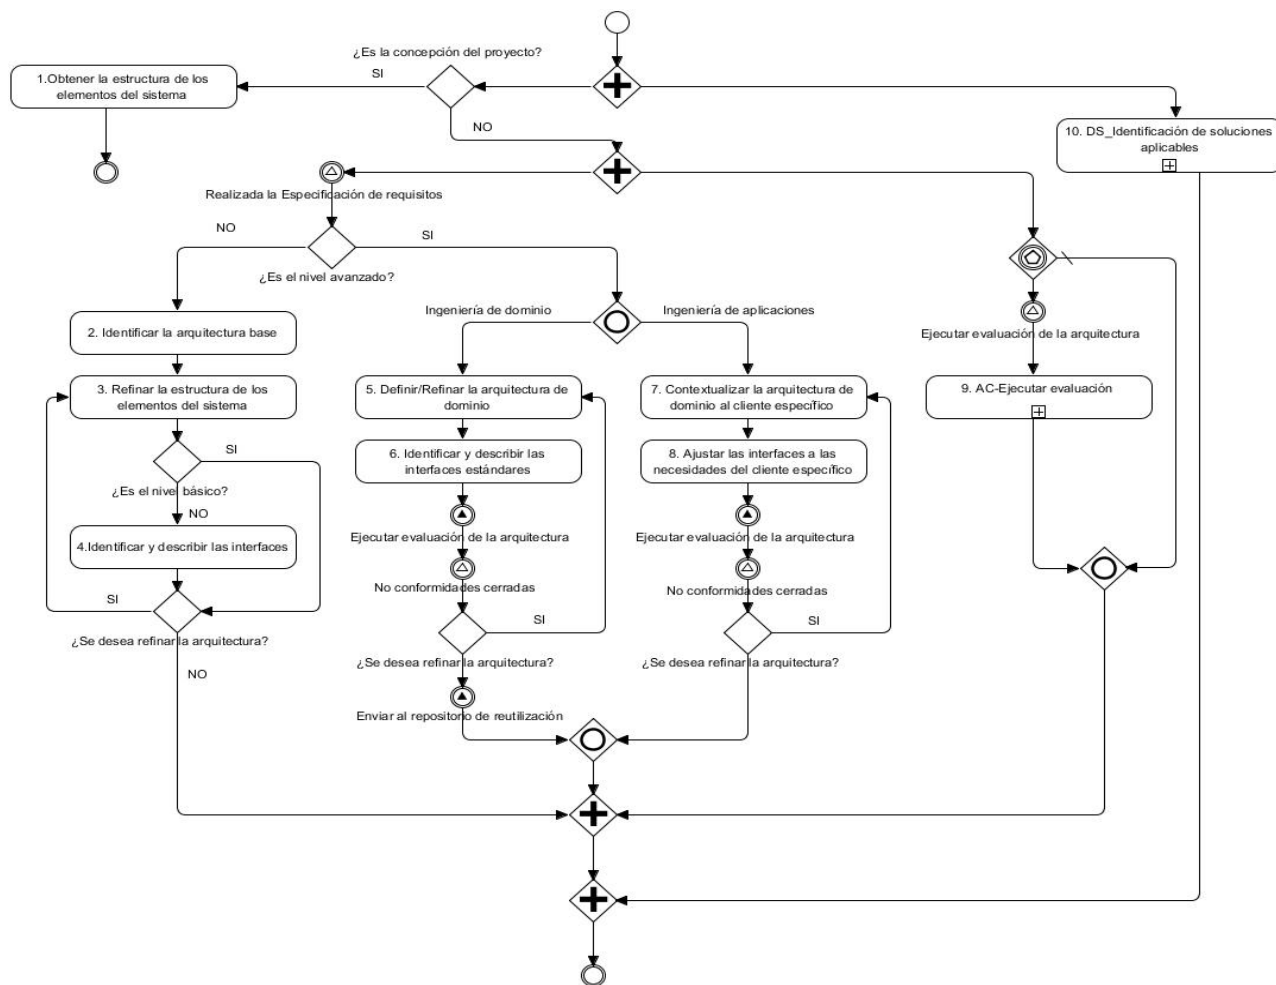 ¿Es la concepción del proyecto?
SI
1.Obtener la estructura de los
elementos del sistema
NO
10. DS_Identificación de soluciones
aplicables
Realizada la Especificación de requisitos
NO
SI
¿Es el nivel avanzado?
Ingeniería de dominio
Ingeniería de aplicaciones
2. Identificar la arquitectura base
Ejecutar evaluación de la arquitectura
3. Refinar la estructura de los
elementos del sistema
5. Definir/Refinar la arquitectura de
dominio
7. Contextualizar la arquitectura de
dominio al cliente específico
9. AC-Ejecutar evaluación
SI
6. Identificar y describir las
interfaces estándares
8. Ajustar las interfaces a las
necesidades del cliente específico
¿Es el nivel básico?
NO
4.Identificar y describir las interfaces
Ejecutar evaluación de la arquitectura
Ejecutar evaluación de la arquitectura
No conformidades cerradas
No conformidades cerradas
SI
SI
SI
¿Se desea refinar la arquitectura?
¿Se desea refinar la arquitectura?
¿Se desea refinar la arquitectura?
NO
Enviar al repositorio de reutilización